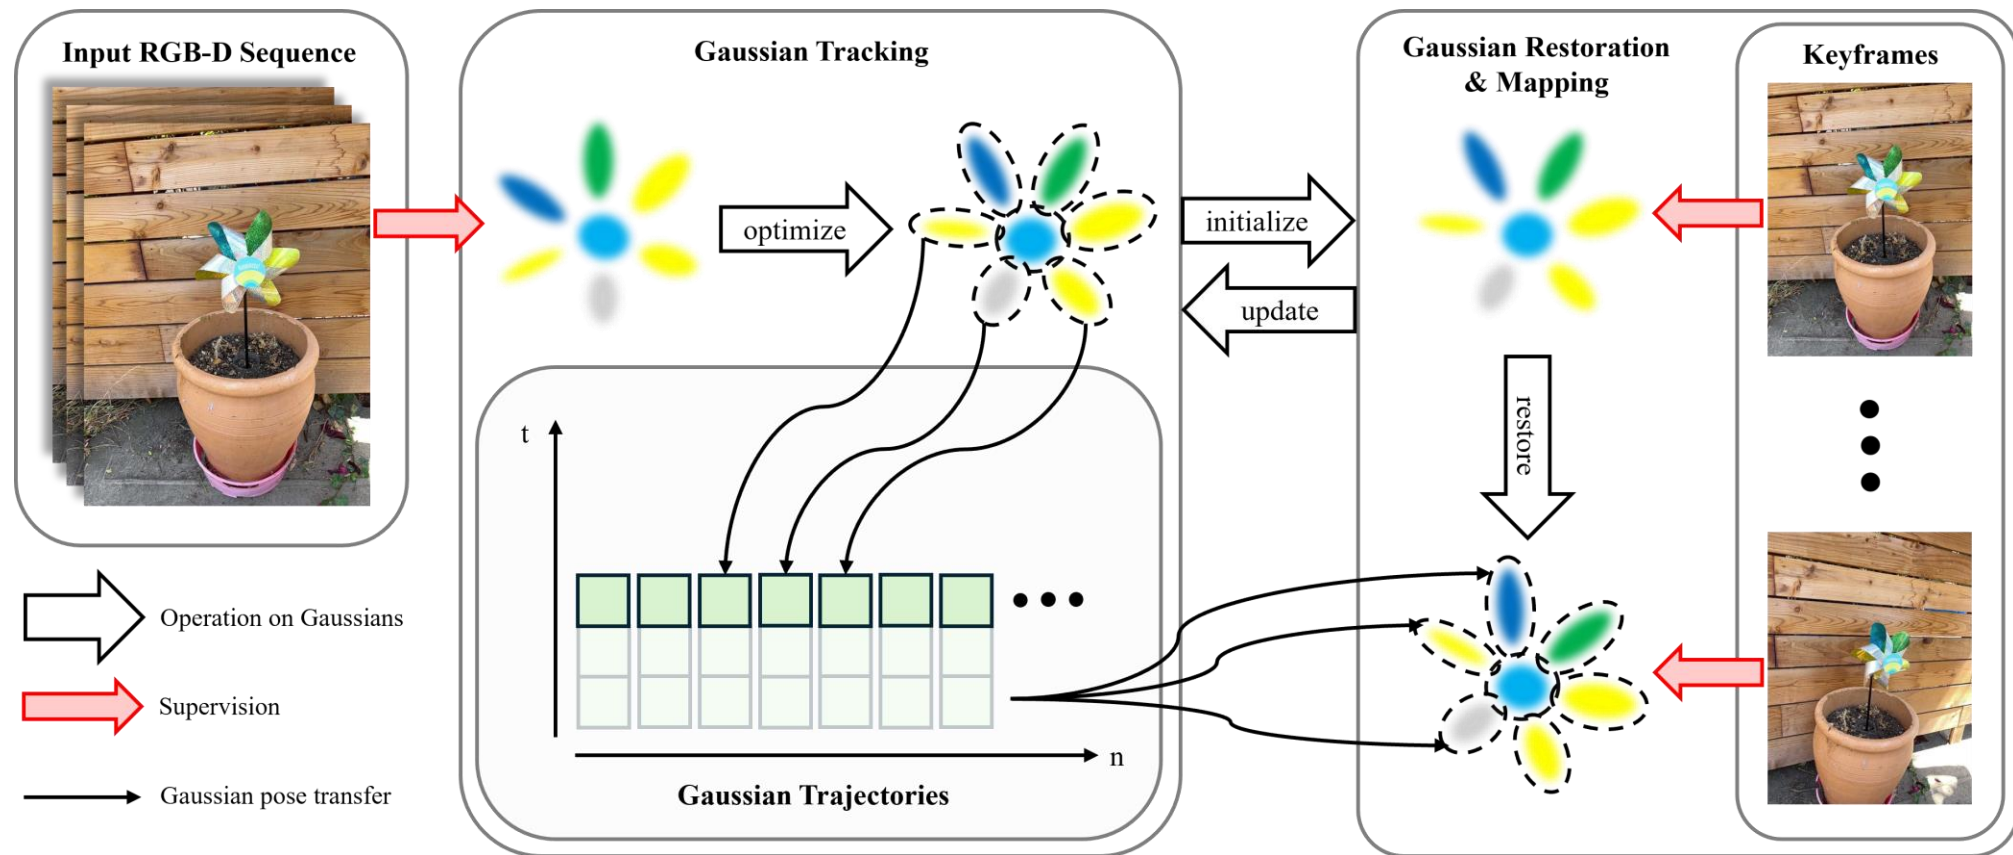 Input RGB-D Sequence
Operation on Gaussians
Supervision
Gaussian pose transfer
Gaussian Tracking
optimize
t
n
Gaussian Trajectories
initialize
update
Gaussian Restoration
& Mapping
restore
Keyframes